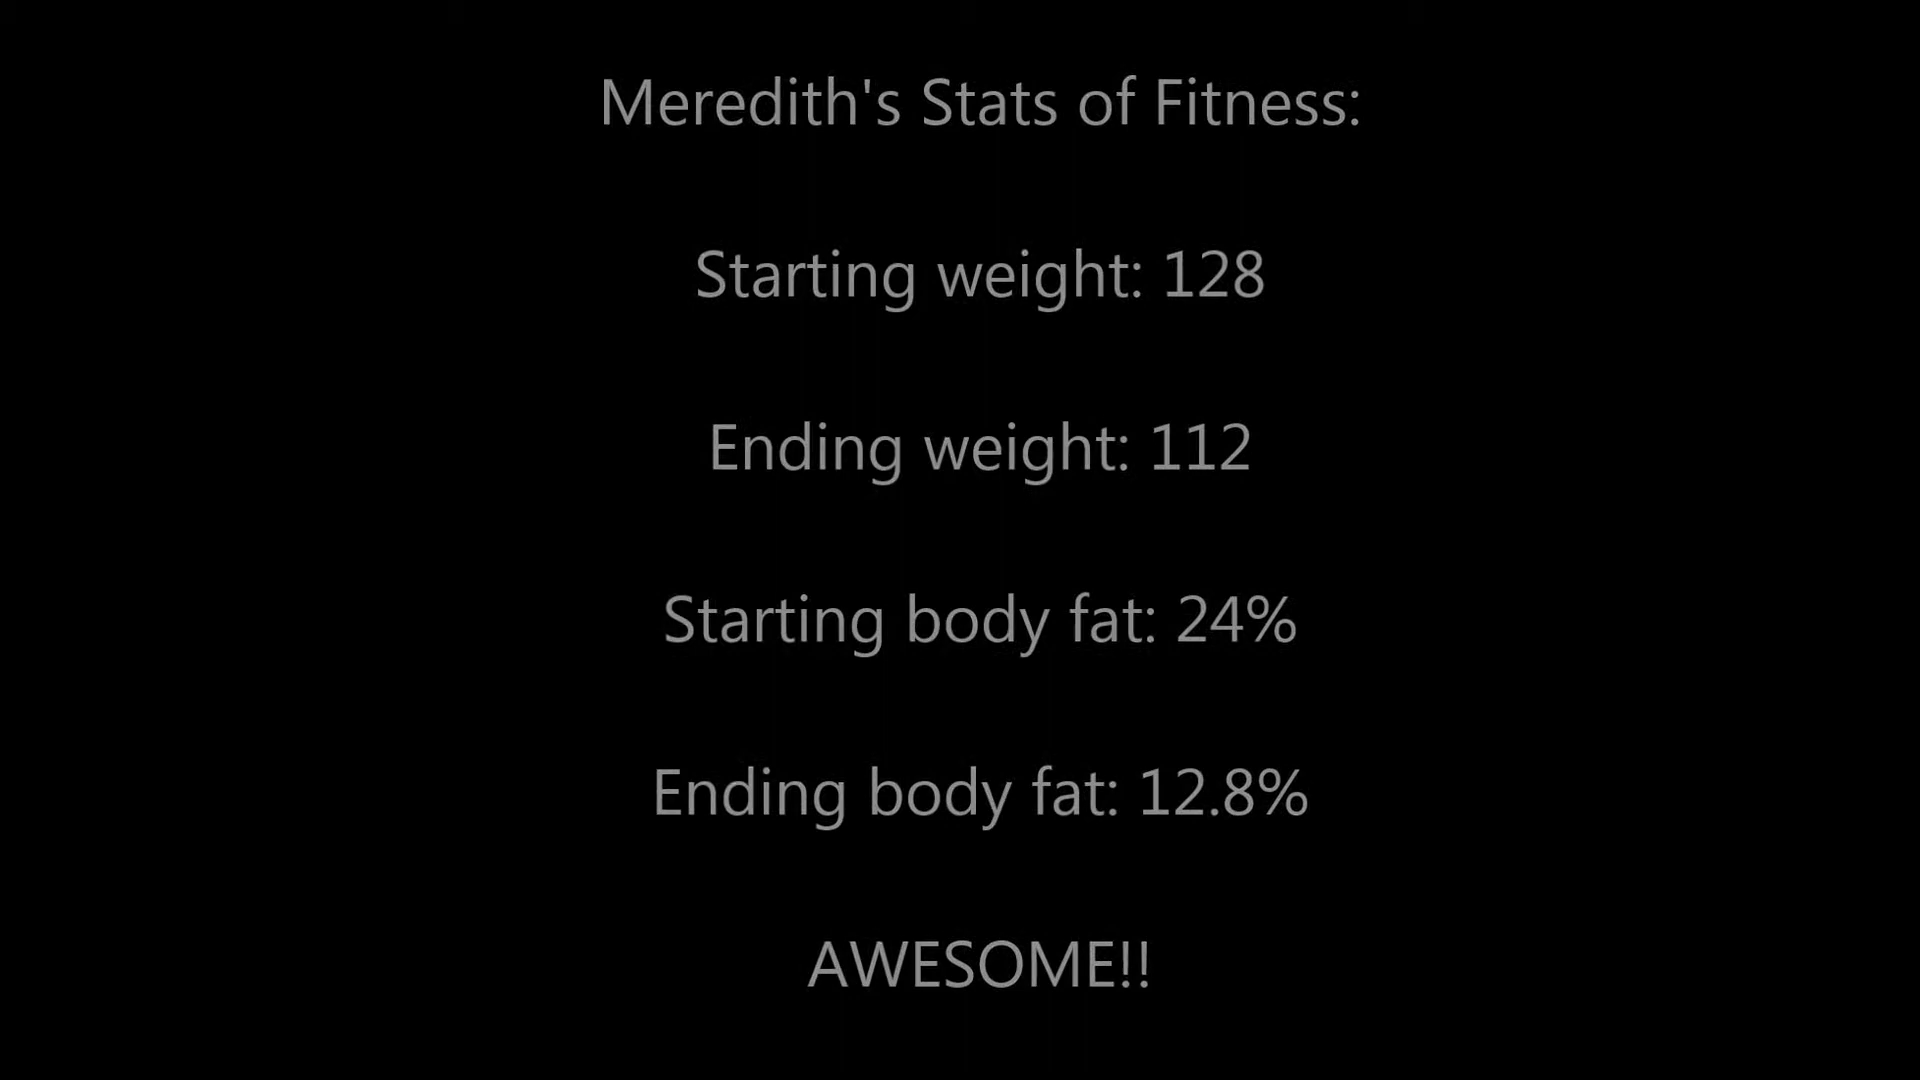 Meredith's Stats of Fitness:
Starting weight: 128
Ending weight: 112
Starting body fat: 24%
Ending body fat: 12.8%
AWESOME!!